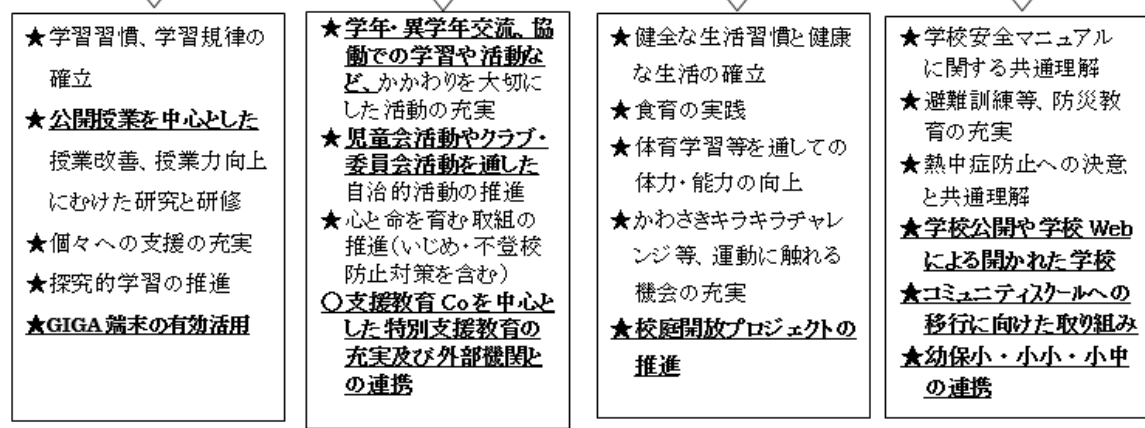 ★学習習慣、学習規律の
確立
★公開授業を中心とした
授業改善、授業力向上
にむけた研究と研修
★個々への支援の充実
★探究的学習の推進
★GIGA端末の有効活用
★学年・異学年交流、協
働での学習や活動な
ど、かかわりを大切に
した活動の充実
★児童会活動やクラブ・
委員会活動を通した
自治的活動の推進
★心と命を育む取組の
推進(いじめ・不登校
防止対策を含む)
○支援教育Coを中心と
した特別支援教育の
充実及び外部機関と
の連携
★健全な生活習慣と健康
な生活の確立
★食育の実践
★体育学習等を通しての
体力・能力の向上
★かわさきキラキラチャレ
ンジ等、運動に触れる
機会の充実
★校庭開放プロジェクトの
推進
★学校安全マニュアル
に関する共通理解
★避難訓練等、防災教
育の充実
★熱中症防止への決意
と共通理解
★学校公開や学校Web
による開かれた学校
★コミュニティスクールへの
移行に向けた取り組み
★幼保小・小小・小中
の連携